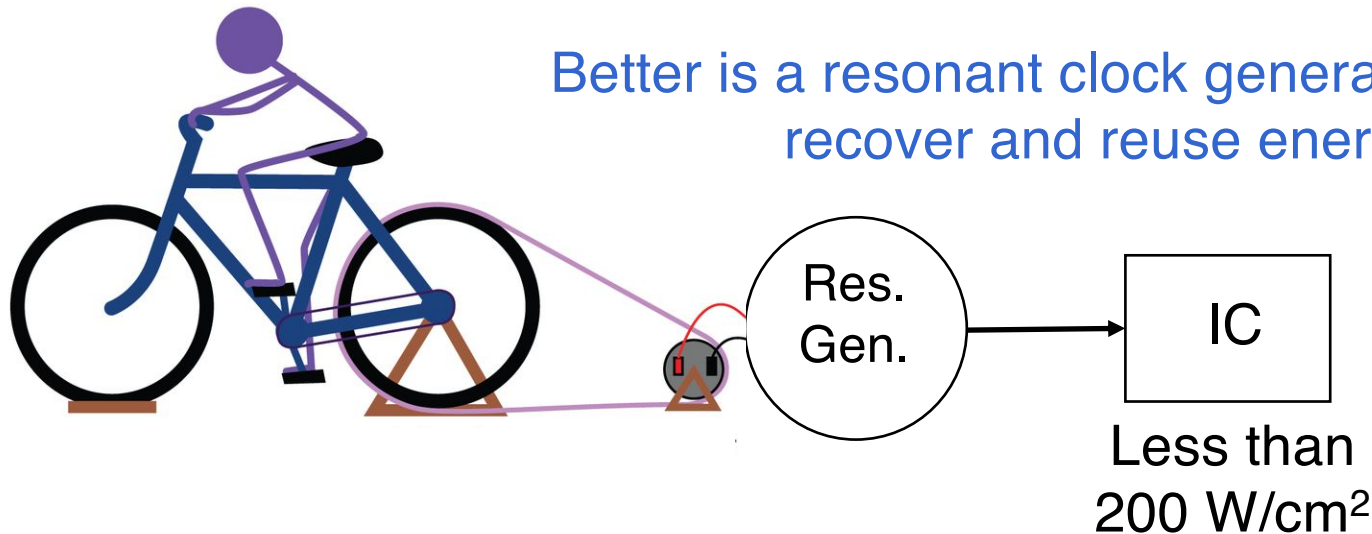 Better is a resonant clock genera
recover and reuse ener
Res.
Gen.
IC
Less than
200 W/cm²